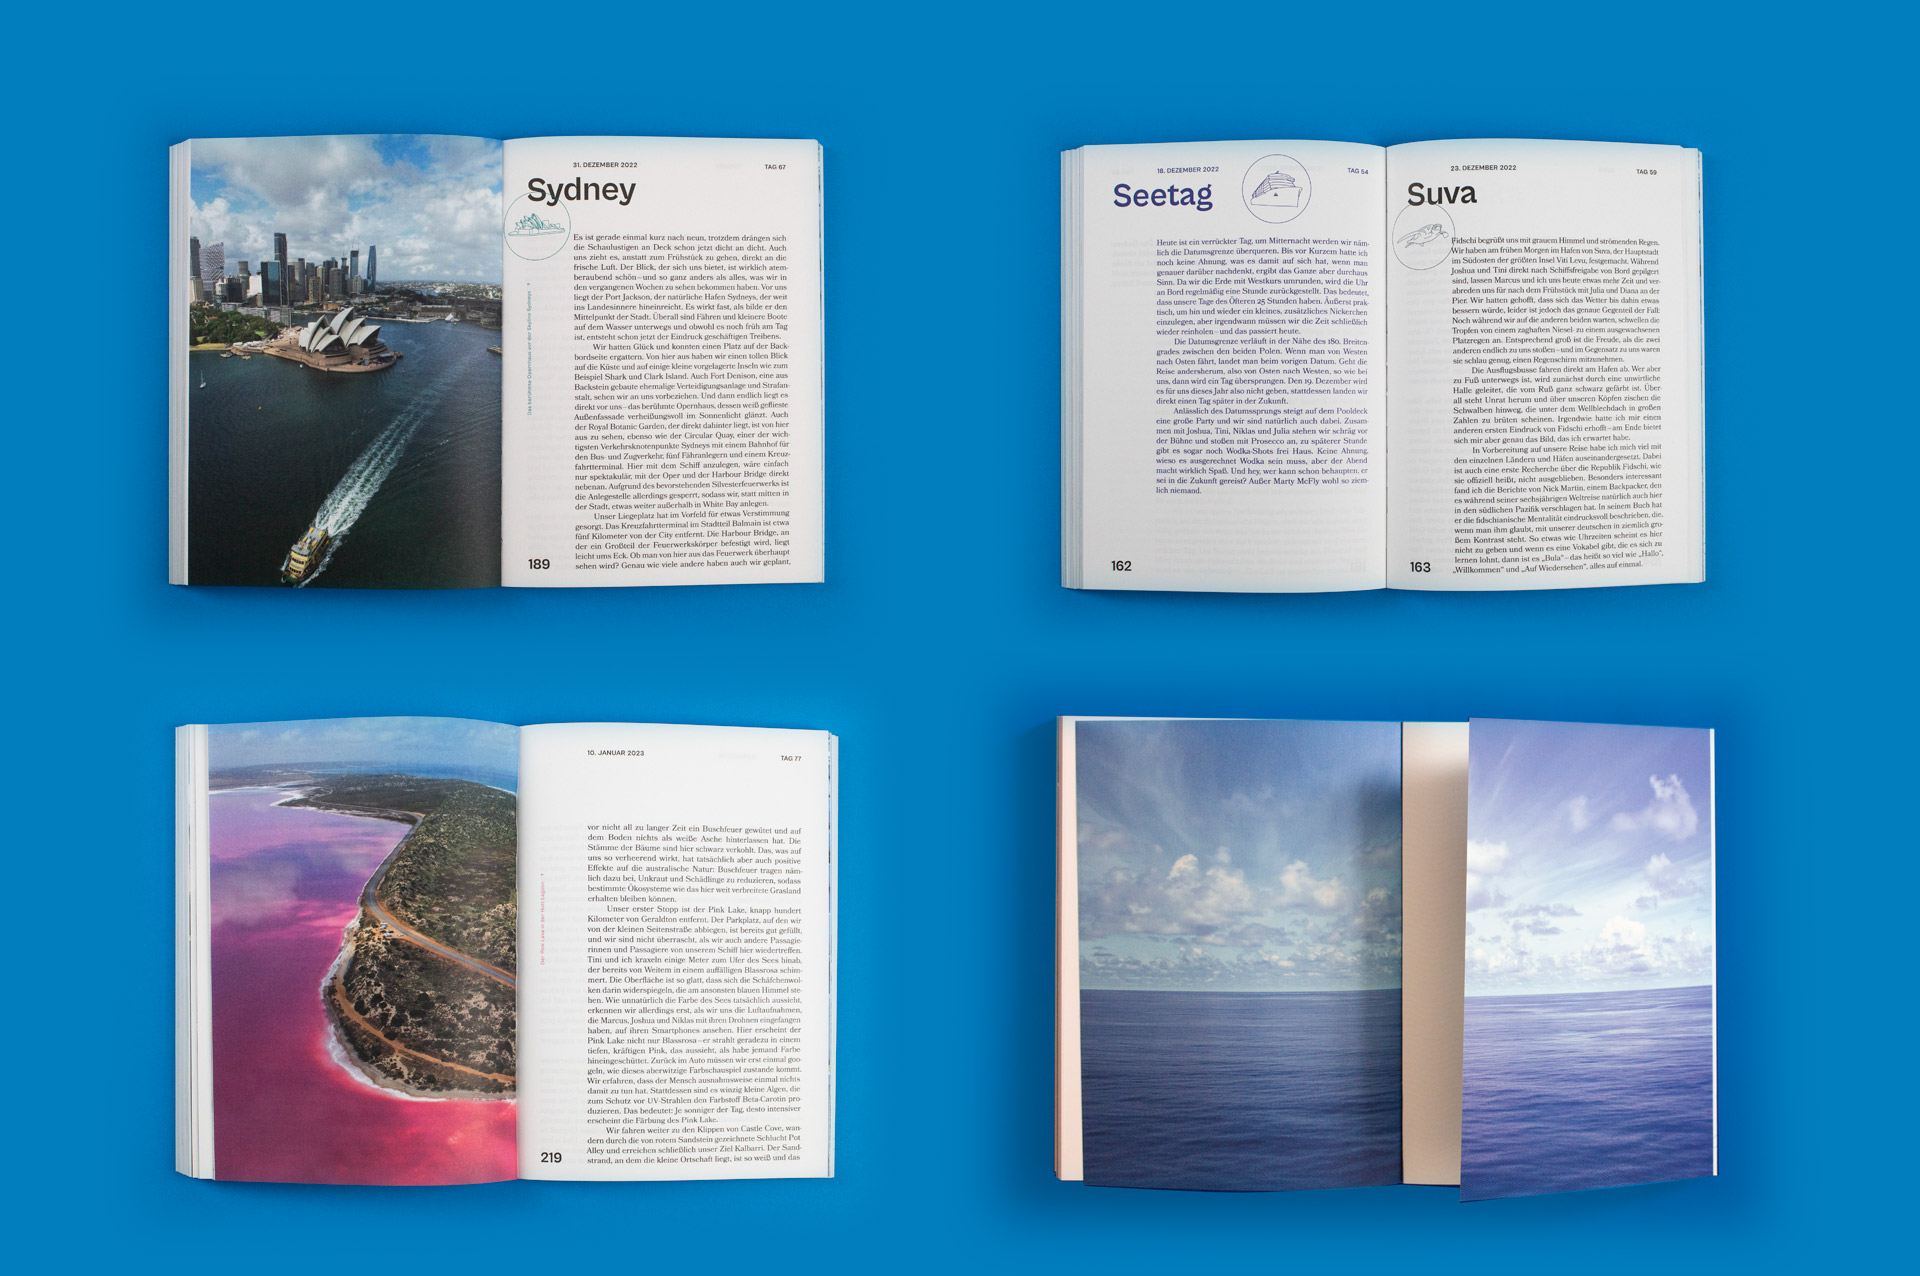 31. DEZEMBER 2022
TAG 67
Sydney
Es ist gerade einmal kurz nach neun, trotzdem drängen sich
die Schaulustigen an Deck schon jetzt dicht an dicht. Auch
uns zieht es, anstatt zum Frühstück zu gehen, direkt an die
frische Luft. Der Blick, der sich uns bietet, ist wirklich atem-
beraubend schön – und so ganz anders als alles, was wir in
den vergangenen Wochen zu sehen bekommen haben. Vor uns
liegt der Port Jackson, der natürliche Hafen Sydneys, der weit
ins Landesinnere hineinreicht. Es wirkt fast, als bilde er den
Mittelpunkt der Stadt. Überall sind Fähren und kleinere Boote
auf dem Wasser unterwegs und obwohl es noch früh am Tag
ist, entsteht schon jetzt der Eindruck geschäftigen Treibens.
Wir hatten Glück und konnten einen Platz auf der Back-
bordseite ergattern. Von hier aus haben wir einen tollen Blick
auf die Küste und auf einige kleine vorgelagerte Inseln wie zum
Beispiel Shark und Clark Island. Auch Fort Denison, eine aus
Backstein gebaute ehemalige Verteidigungsanlage und Strafan-
stalt, sehen wir an uns vorbeiziehen. Und dann endlich liegt es
direkt vor uns – das berühmte Opernhaus, dessen weiß geflieste
Außenfassade verheißungsvoll im Sonnenlicht glänzt. Auch
der Royal Botanic Garden, der direkt dahinter liegt, ist von hier
aus zu sehen, ebenso wie der Circular Quay, einer der wich-
tigsten Verkehrsknotenpunkte Sydneys mit einem Bahnhof für
den Bus- und Zugverkehr, fünf Fähranlegern und einem Kreuz-
fahrtterminal. Hier mit dem Schiff anzulegen, wäre einfach
nur spektakulär, mit der Oper und der Harbour Bridge direkt
nebenan. Aufgrund des bevorstehenden Silvesterfeuerwerks ist
die Anlegestelle allerdings gesperrt, sodass wir, statt mitten in
der Stadt, etwas weiter außerhalb in White Bay anlegen.
Unser Liegeplatz hat im Vorfeld für etwas Verstimmung
gesorgt. Das Kreuzfahrtterminal im Stadtteil Balmain ist etwa
fünf Kilometer von der City entfernt. Die Harbour Bridge, an
der ein Großteil der Feuerwerkskörper befestigt wird, liegt
leicht ums Eck. Ob man von hier aus das Feuerwerk überhaupt
sehen wird? Genau wie viele andere haben auch wir geplant,
Das berühmte Opernhaus vor der Skyline Sydneys
189
18. DEZEMBER 2022
TAG 54
Seetag
Heute ist ein verrückter Tag, um Mitternacht werden wir näm-
lich die Datumsgrenze überqueren. Bis vor Kurzem hatte ich
noch keine Ahnung, was es damit auf sich hat, wenn man
genauer darüber nachdenkt, ergibt das Ganze aber durchaus
Sinn. Da wir die Erde mit Westkurs umrunden, wird die Uhr
an Bord regelmäßig eine Stunde zurückgestellt. Das bedeutet,
dass unsere Tage des Öfteren 25 Stunden haben. Äußerst prak-
tisch, um hin und wieder ein kleines, zusätzliches Nickerchen
einzulegen, aber irgendwann müssen wir die Zeit schließlich
wieder reinholen – und das passiert heute.
Die Datumsgrenze verläuft in der Nähe des 180. Breiten-
grades zwischen den beiden Polen. Wenn man von Westen
nach Osten fährt, landet man beim vorigen Datum. Geht die
Reise andersherum, also von Osten nach Westen, so wie bei
uns, dann wird ein Tag übersprungen. Den 19. Dezember wird
es für uns dieses Jahr also nicht geben, stattdessen landen wir
direkt einen Tag später in der Zukunft.
Anlässlich des Datumssprungs steigt auf dem Pooldeck
eine große Party und wir sind natürlich auch dabei. Zusam-
men mit Joshua, Tini, Niklas und Julia stehen wir schräg vor
der Bühne und stoßen mit Prosecco an, zu späterer Stunde
gibt es sogar noch Wodka-Shots frei Haus. Keine Ahnung,
wieso es ausgerechnet Wodka sein muss, aber der Abend
macht wirklich Spaß. Und hey, wer kann schon behaupten, er
sei in die Zukunft gereist? Außer Marty McFly wohl so ziem-
lich niemand.
162
23. DEZEMBER 2022
TAG 59
Suva
Fidschi begrüßt uns mit grauem Himmel und strömenden Regen.
Wir haben am frühen Morgen im Hafen von Suva, der Hauptstadt
im Südosten der größten Insel Viti Levu, festgemacht. Während
Joshua und Tini direkt nach Schiffsfreigabe von Bord gepilgert
sind, lassen Marcus und ich uns heute etwas mehr Zeit und ver-
abreden uns für nach dem Frühstück mit Julia und Diana an der
Pier. Wir hatten gehofft, dass sich das Wetter bis dahin etwas
bessern würde, leider ist jedoch das genaue Gegenteil der Fall:
Noch während wir auf die anderen beiden warten, schwellen die
Tropfen von einem zaghaften Niesel- zu einem ausgewachsenen
Platzregen an. Entsprechend groß ist die Freude, als die zwei
anderen endlich zu uns stoßen – und im Gegensatz zu uns waren
sie schlau genug, einen Regenschirm mitzunehmen.
Die Ausflugsbusse fahren direkt am Hafen ab. Wer aber
zu Fuß unterwegs ist, wird zunächst durch eine unwirtliche
Halle geleitet, die vom Ruß ganz schwarz gefärbt ist. Über-
all seht Unrat herum und über unseren Köpfen zischen die
Schwalben hinweg, die unter dem Wellblechdach in großen
Zahlen zu brüten scheinen. Irgendwie hatte ich mir einen
anderen ersten Eindruck von Fidschi erhofft – am Ende bietet
sich mir aber genau das Bild, das ich erwartet habe.
In Vorbereitung auf unsere Reise habe ich mich viel mit
den einzelnen Ländern und Häfen auseinandergesetzt. Dabei
ist auch eine erste Recherche über die Republik Fidschi, wie
sie offiziell heißt, nicht ausgeblieben. Besonders interessant
fand ich die Berichte von Nick Martin, einem Backpacker, den
es während seiner sechsjährigen Weltreise natürlich auch hier
in den südlichen Pazifik verschlagen hat. In seinem Buch hat
er die fidschianische Mentalität eindrucksvoll beschrieben, die,
wenn man ihm glaubt, mit unserer deutschen in ziemlich gro-
ßem Kontrast steht. So etwas wie Uhrzeiten scheint es hier
nicht zu geben und wenn es eine Vokabel gibt, die es sich zu
lernen lohnt, dann ist es „Bula“ – das heißt so viel wie „Hallo“,
„Willkommen“ und „Auf Wiedersehen“, alles auf einmal.
163
10. JANUAR 2023
TAG 77
vor nicht all zu langer Zeit ein Buschfeuer gewütet und auf
dem Boden nichts als weiße Asche hinterlassen hat. Die
Stämme der Bäume sind hier schwarz verkohlt. Das, was auf
uns so verheerend wirkt, hat tatsächlich aber auch positive
Effekte auf die australische Natur: Buschfeuer tragen näm-
lich dazu bei, Unkraut und Schädlinge zu reduzieren, sodass
bestimmte Ökosysteme wie das hier weit verbreitete Grasland
erhalten bleiben können.
Unser erster Stopp ist der Pink Lake, knapp hundert
Kilometer von Geraldton entfernt. Der Parkplatz, auf den wir
von der kleinen Seitenstraße abbiegen, ist bereits gut gefüllt,
und wir sind nicht überrascht, als wir auch andere Passagie-
rinnen und Passagiere von unserem Schiff hier wiedertreffen.
Tini und ich kraxeln einige Meter zum Ufer des Sees hinab,
der bereits von Weitem in einem auffälligen Blassrosa schim-
mert. Die Oberfläche ist so glatt, dass sich die Schäfchenwol-
ken darin widerspiegeln, die am ansonsten blauen Himmel ste-
hen. Wie unnatürlich die Farbe des Sees tatsächlich aussieht,
erkennen wir allerdings erst, als wir uns die Luftaufnahmen,
die Marcus, Joshua und Niklas mit ihren Drohnen eingefangen
haben, auf ihren Smartphones ansehen. Hier erscheint der
Pink Lake nicht nur Blassrosa – er strahlt geradezu in einem
tiefen, kräftigen Pink, das aussieht, als habe jemand Farbe
hineingeschüttet. Zurück im Auto müssen wir erst einmal goo-
geln, wie dieses aberwitzige Farbschauspiel zustande kommt.
Wir erfahren, dass der Mensch ausnahmsweise einmal nichts
damit zu tun hat. Stattdessen sind es winzig kleine Algen, die
zum Schutz vor UV-Strahlen den Farbstoff Beta-Carotin pro-
duzieren. Das bedeutet: Je sonniger der Tag, desto intensiver
erscheint die Färbung des Pink Lake.
Wir fahren weiter zu den Klippen von Castle Cove, wan-
dern durch die von rotem Sandstein gezeichnete Schlucht Pot
Alley und erreichen schließlich unser Ziel Kalbarri. Der Sand-
strand, an dem die kleine Ortschaft liegt, ist so weiß und das
Der Pink Lake in der Hutt Lagoon
219